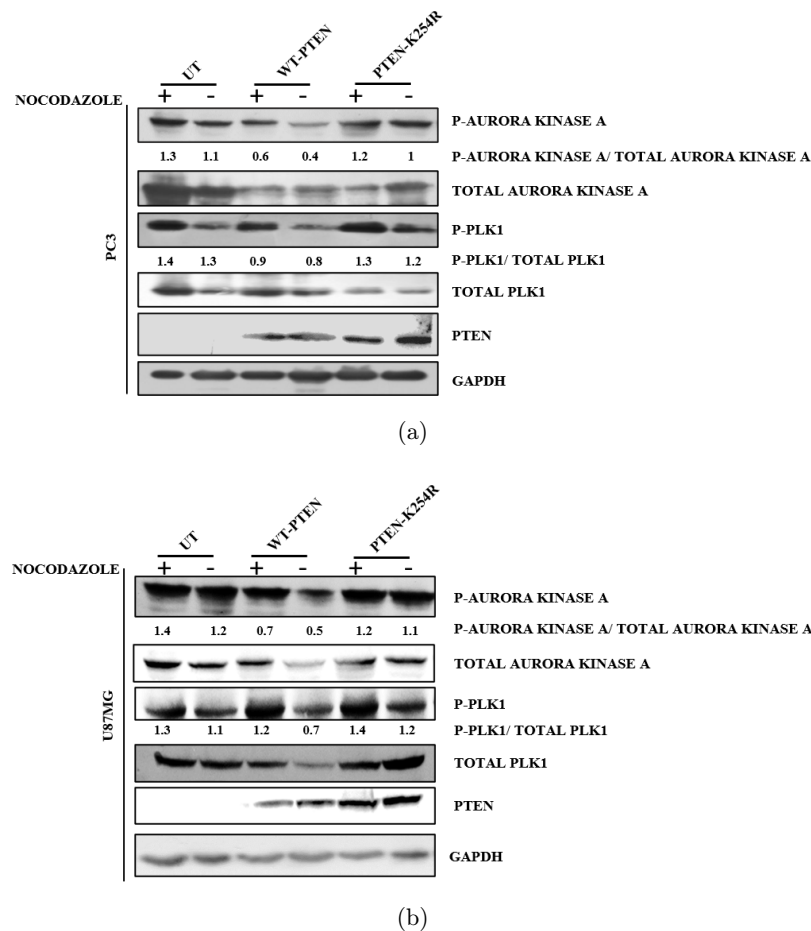 UT WT-PTEN PTEN-K254R
NOCODAZOLE + - + - + -
P-AURORA KINASE A
1.3 1.1 0.6 0.4 1.2 1 P-AURORA KINASE A/ TOTAL AURORA KINASE A
TOTAL AURORA KINASE A
P-PLK1
PC3
1.4 1.3 0.9 0.8 1.3 1.2 P-PLK1/ TOTAL PLK1
TOTAL PLK1
PTEN
GAPDH
(a)
UT WT-PTEN PTEN-K254R
NOCODAZOLE + - + - + -
P-AURORA KINASE A
1.4 1.2 0.7 0.5 1.2 1.1 P-AURORA KINASE A/ TOTAL AURORA KINASE A
TOTAL AURORA KINASE A
P-PLK1
U87MG
1.3 1.1 1.2 0.7 1.4 1.2 P-PLK1/ TOTAL PLK1
TOTAL PLK1
PTEN
GAPDH
(b)